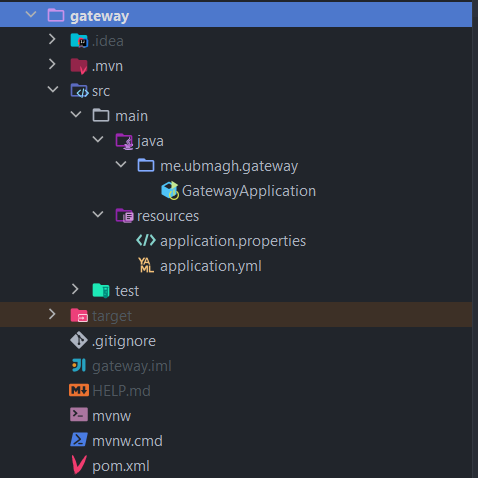 gateway
.idea
.mvn
src
main
java
me.ubmagh.gateway
GatewayApplication
resources
application.properties
YAML application.yml
test
target
.gitignore
gateway.iml
HELP.md
mvnw
mvnw.cmd
pom.xml